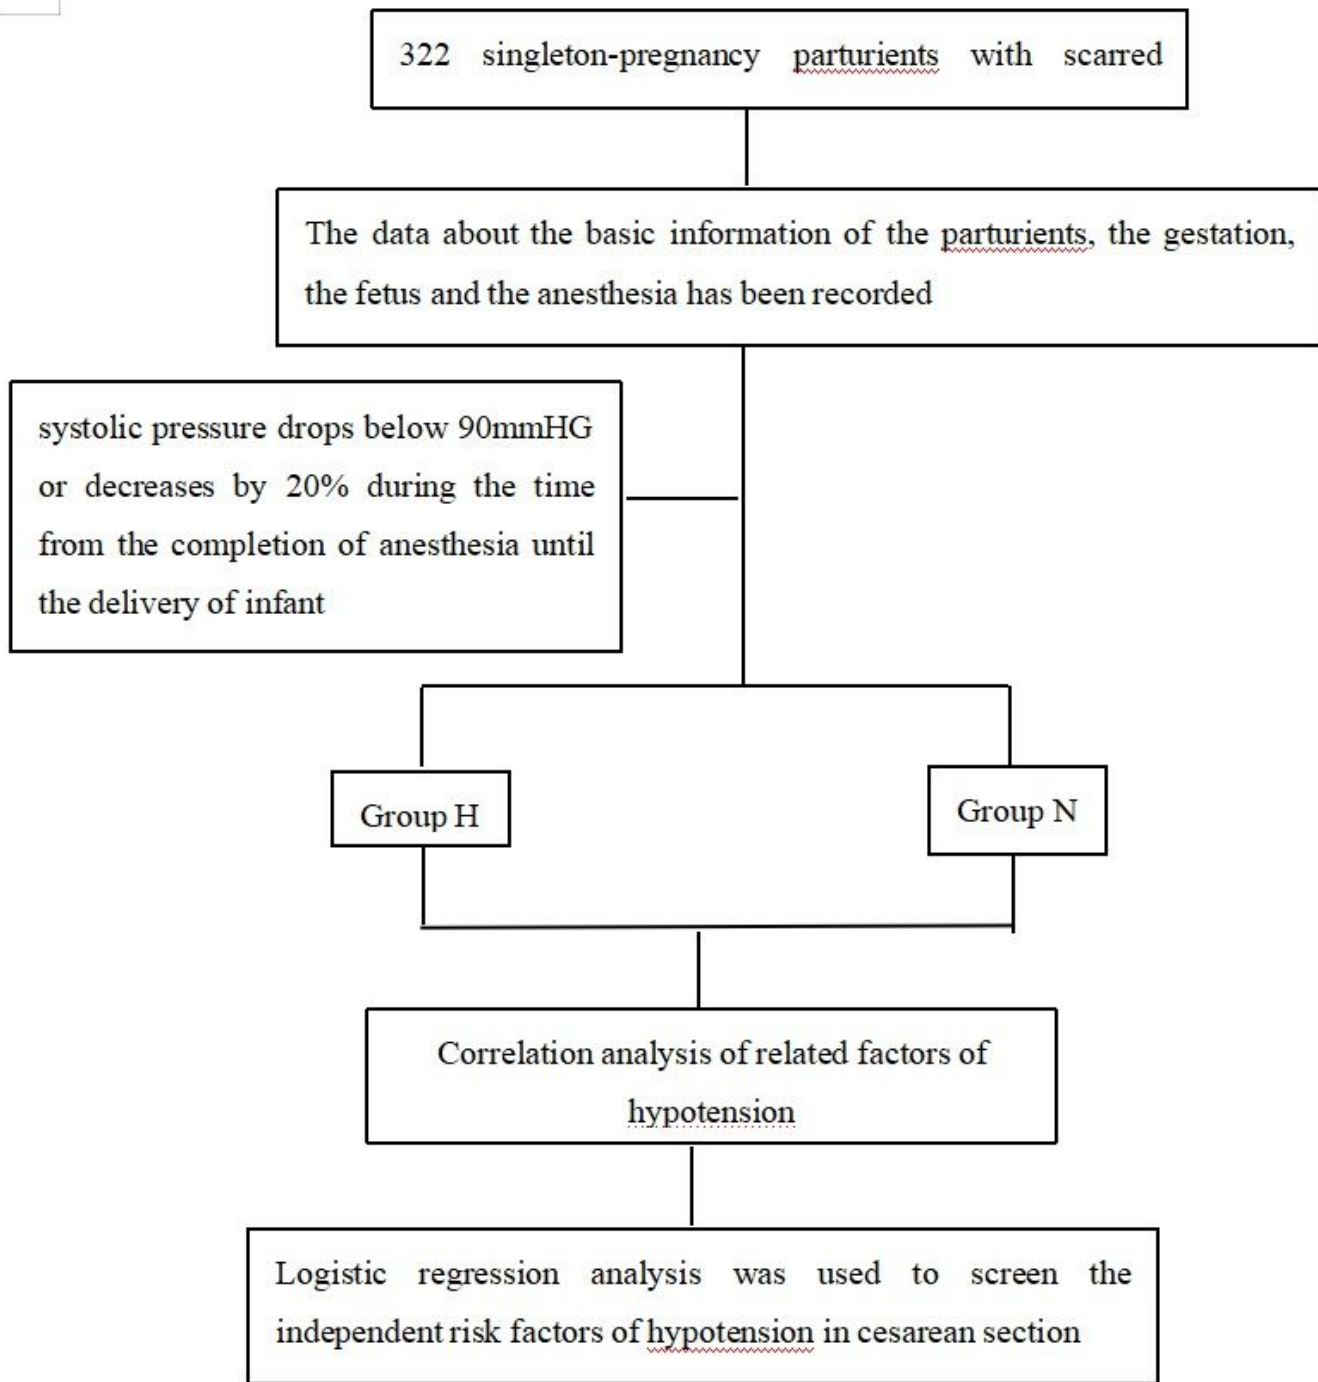 322 singleton-pregnancy parturients with scarred
The data about the basic information of the parturients, the gestation,
the fetus and the anesthesia has been recorded
systolic pressure drops below 90mmHG
or decreases by 20% during the time
from the completion of anesthesia until
the delivery of infant
Group H
Group N
Correlation analysis of related factors of
hypotension
Logistic regression analysis was used to screen the
independent risk factors of hypotension in cesarean section